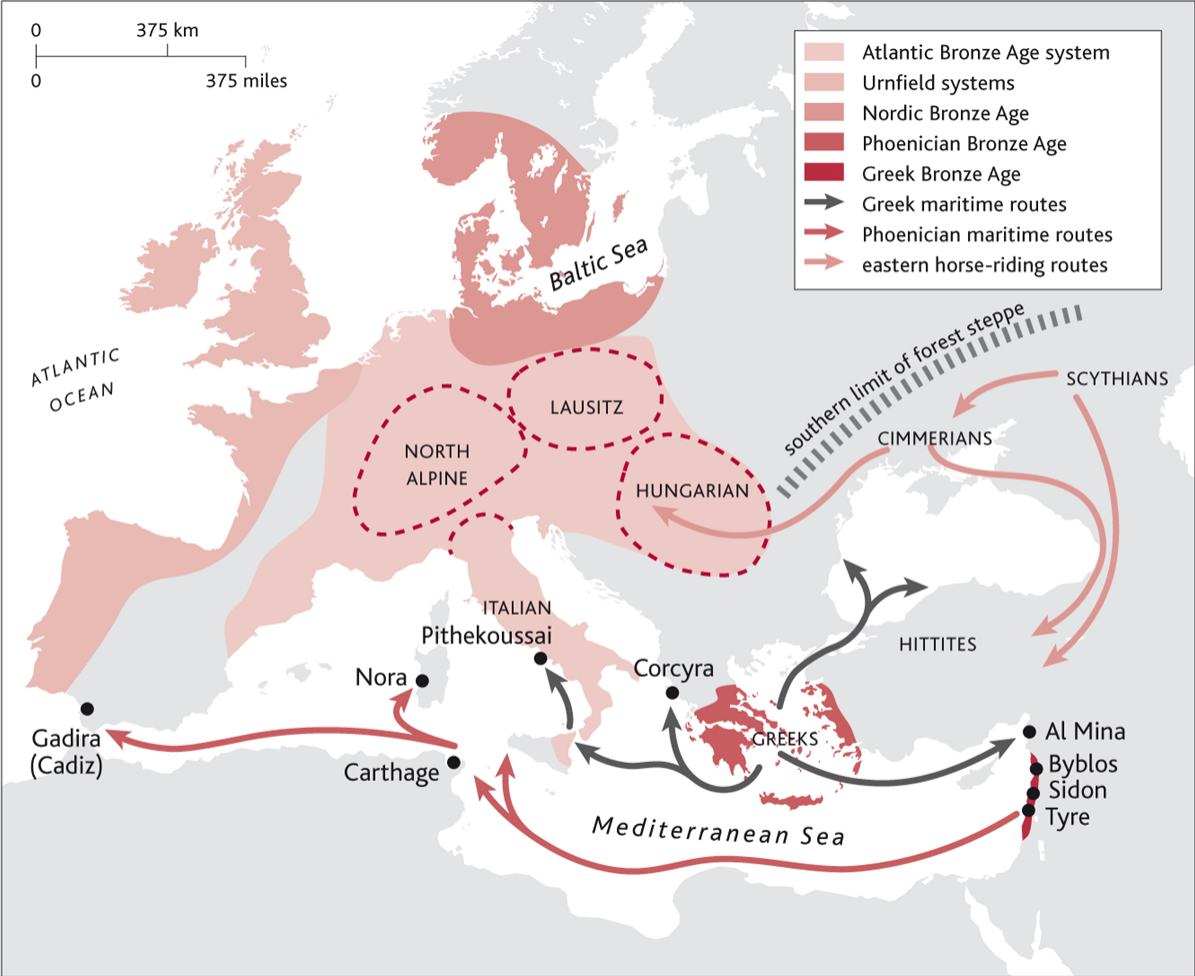 0 375 km
0 375 miles
Atlantic Bronze Age system
Urnfield systems
Nordic Bronze Age
Phoenician Bronze Age
Greek Bronze Age
Greek maritime routes
Phoenician maritime routes
eastern horse-riding routes
Baltic Sea
ATLANTIC
OCEAN
southern limit of forest steppe
SCYTHIANS
LAUSITZ
CIMMERIANS
NORTH
ALPINE
HUNGARIAN
ITALIAN
Pithekoussai
HITTITES
Corcyra
Nora
Gadira
(Cadiz)
GREEKS
Al Mina
Carthage
Byblos
Sidon
Tyre
Mediterranean Sea